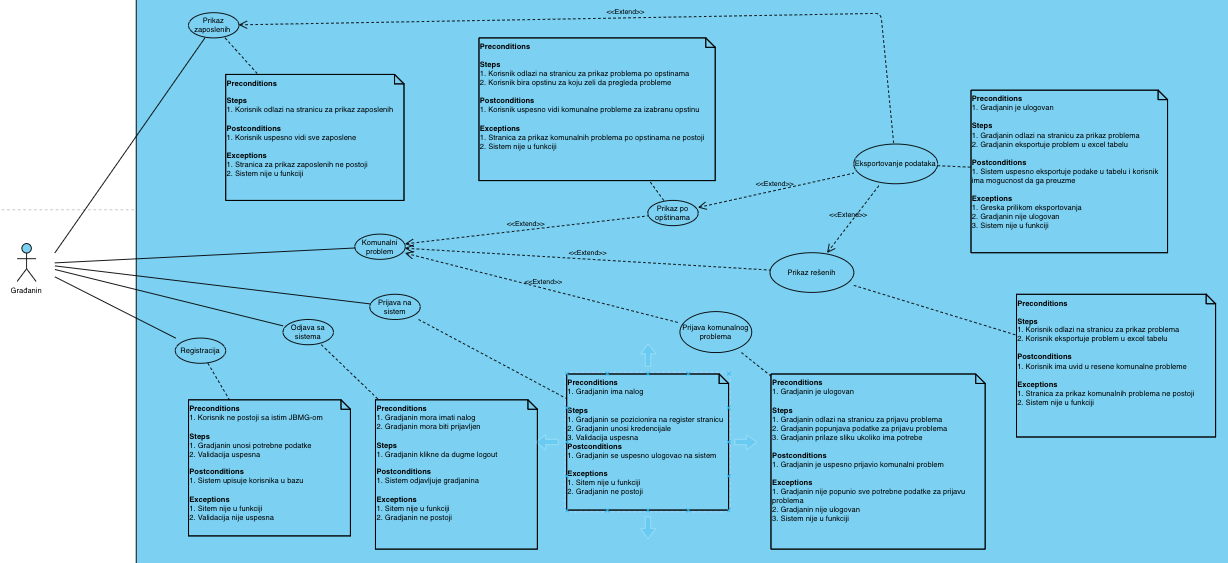 Prikaz
zaposlenih
<<Extend>>
Preconditions
Steps
1. Korisnik odlazi na stranicu za prikaz zaposlenih
Postconditions
1. Korisnik uspesno vidi sve zaposlene
Exceptions
1. Stranica za prikaz zaposlenih ne postoji
2. Sistem nije u funkciji
Preconditions
Steps
1. Korisnik odlazi na stranicu za prikaz problema po opstinama
2. Korisnik bira opstinu za koju zeli da pregleda probleme
Postconditions
1. Korisnik uspesno vidi komunalne probleme za izabranu opstinu
Exceptions
1. Stranica za prikaz komunalnih problema po opstinama ne postoji
2. Sistem nije u funkciji
Preconditions
1. Gradjanin je ulogovan
Steps
1. Gradjanin odlazi na stranicu za prikaz problema
2. Gradjanin eksportuje problem u excel tabelu
Postconditions
1. Sistem uspesno eksportuje podake u tabelu i korisnik
ima mogucnost da ga preuzme
Exceptions
1. Greska prilikom eksportovanja
2. Gradjanin nije ulogovan
3. Sistem nije u funkciji
Eksportovanje podataka
<<Extend>>
Prikaz po
opštinama
<<Extend>>
<<Extend>>
Komunalni
problem
<<Extend>>
Prikaz rešenih
<<Extend>>
Građanin
Prijava na
sistem
Odjava sa
sistema
Prijava komunalnog
problema
Registracija
Preconditions
Steps
1. Korisnik odlazi na stranicu za prikaz problema
2. Korisnik eksportuje problem u excel tabelu
Postconditions
1. Korisnik ima uvid u resene komunalne probleme
Exceptions
1. Stranica za prikaz komunalnih problema ne postoji
2. Sistem nije u funkciji
Preconditions
1. Korisnik ne postoji sa istim JBMG-om
Steps
1. Gradjanin unosi potrebne podatke
2. Validacija uspesna
Postconditions
1. Sistem upisuje korisnika u bazu
Exceptions
1. Sitem nije u funkciji
2. Validacija nije uspesna
Preconditions
1. Gradjanin mora imati nalog
2. Gradjanin mora biti prijavljen
Steps
1. Gradjanin klikne da dugme logout
Postconditions
1. Sistem odjavljuje gradjanina
Exceptions
1. Sitem nije u funkciji
2. Gradjanin ne postoji
Preconditions
1. Gradjanin ima nalog
Steps
1. Gradjanin se pozicionira na register stranicu
2. Gradjanin unosi kredencijale
3. Validacija uspesna
Postconditions
1. Gradjanin se uspesno ulogovao na sistem
Exceptions
1. Sitem nije u funkciji
2. Gradjanin ne postoji
Preconditions
1. Gradjanin je ulogovan
Steps
1. Gradjanin odlazi na stranicu za prijavu problema
2. Gradjanin popunjava podatke za prijavu problema
3. Gradjanin prilaze sliku ukoliko ima potrebe
Postconditions
1. Gradjanin je uspesno prijavio komunalni problem
Exceptions
1. Gradjanin nije popunio sve potrebne podatke za prijavu
problema
2. Gradjanin nije ulogovan
3. Sistem nije u funkciji